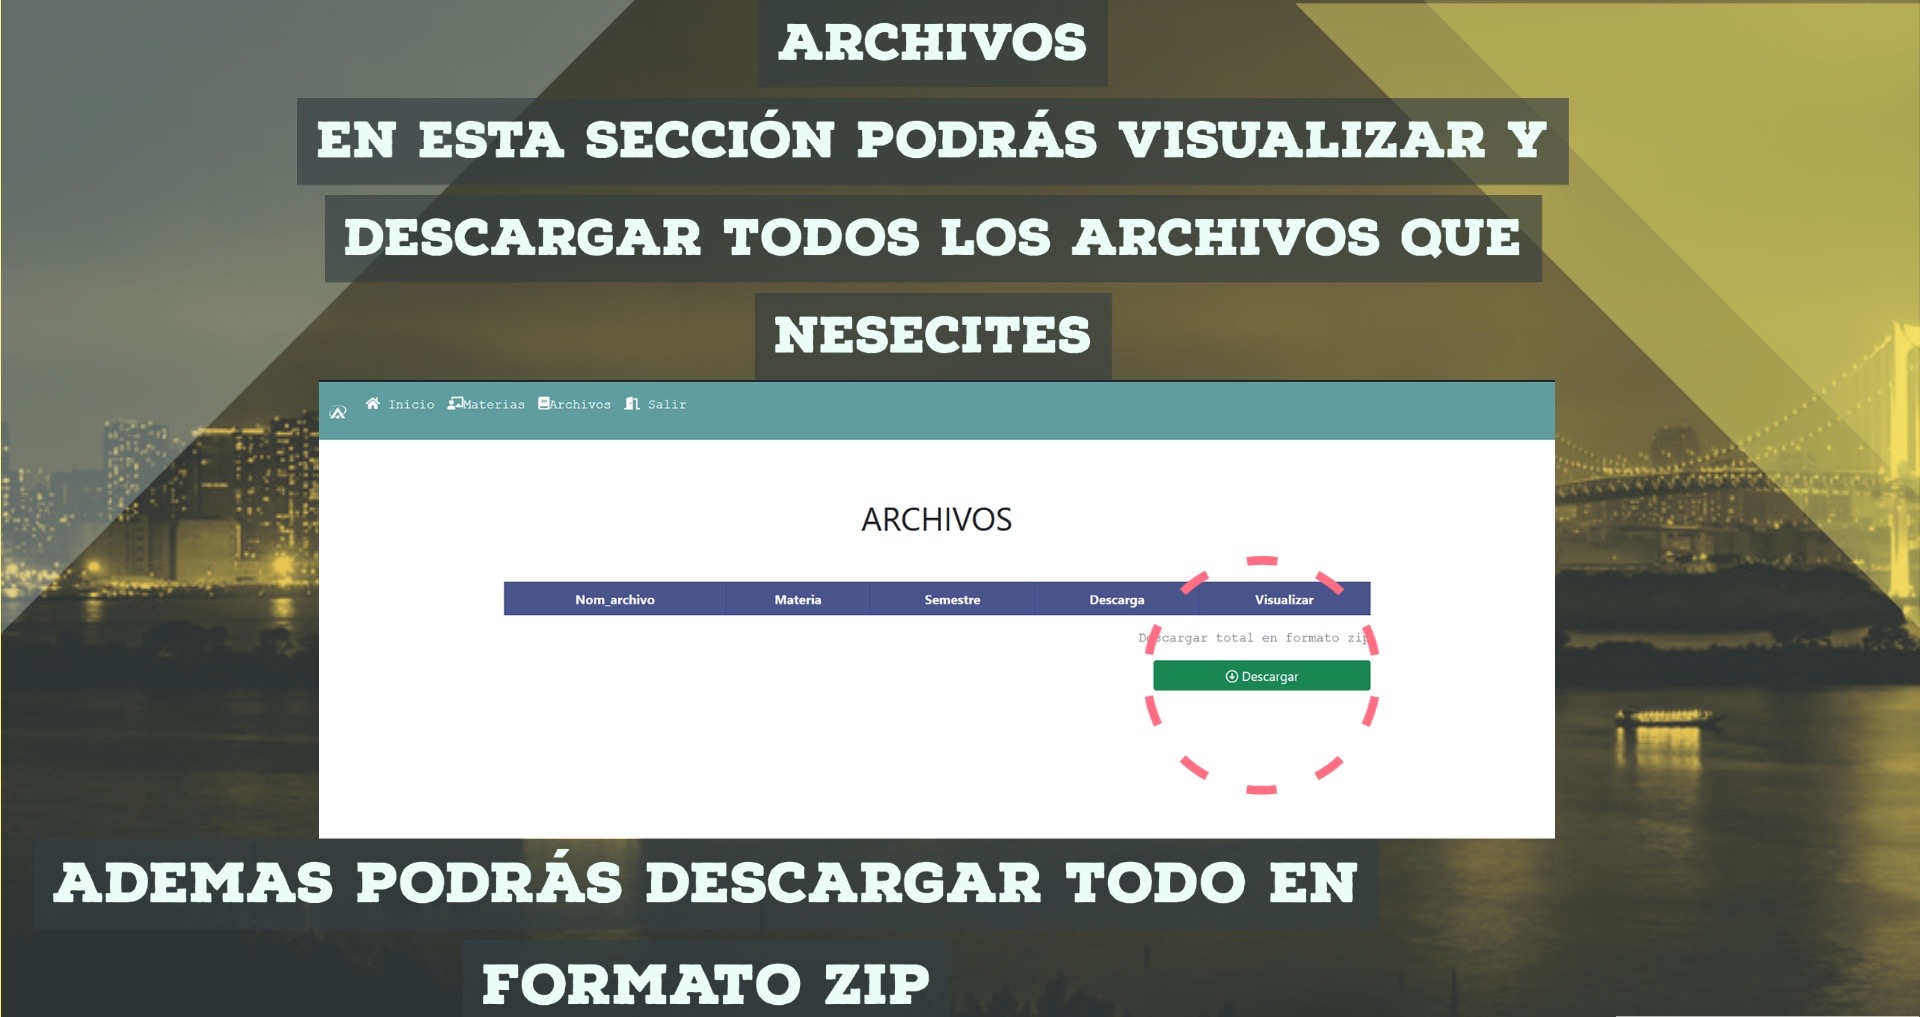 ARCHIVOS
EN ESTA SECCIÓN PODRÁS VISUALIZAR Y
DESCARGAR TODOS LOS ARCHIVOS QUE
NESECITES
Inicio Materias Archivos Salir
ARCHIVOS
Nom_archivo Materia Semestre Descarga Visualizar
Descargar total en formato zip
Descargar
ADEMAS PODRÁS DESCARGAR TODO EN
FORMATO ZIP